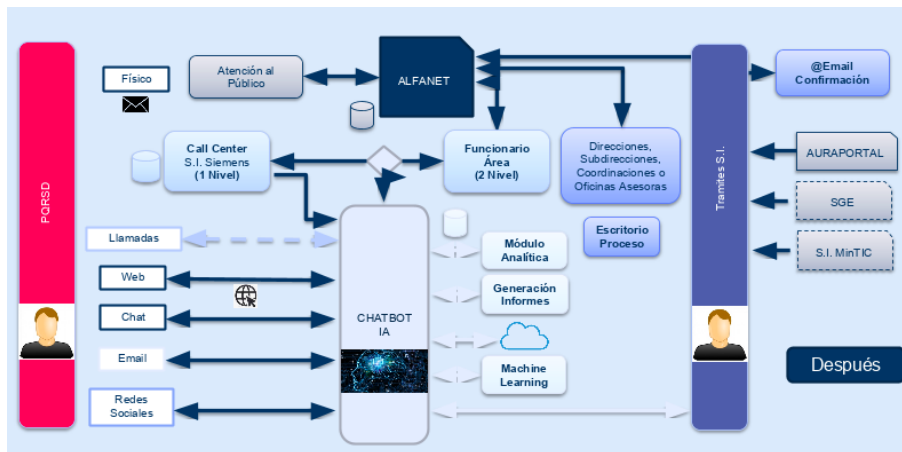 PQRSD
Físico
Atención al
Público
ALFANET
@Email
Confirmación
Call Center
S.I. Siemens
(1 Nivel)
Funcionario
Área
(2 Nivel)
Direcciones,
Subdirecciones,
Coordinaciones o
Oficinas Asesoras
Tramites S.I.
AURAPORTAL
SGE
S.I. MinTIC
Escritorio
Proceso
Llamadas
Web
Chat
Email
Redes
Sociales
CHATBOT
IA
Módulo
Analítica
Generación
Informes
Machine
Learning
Después